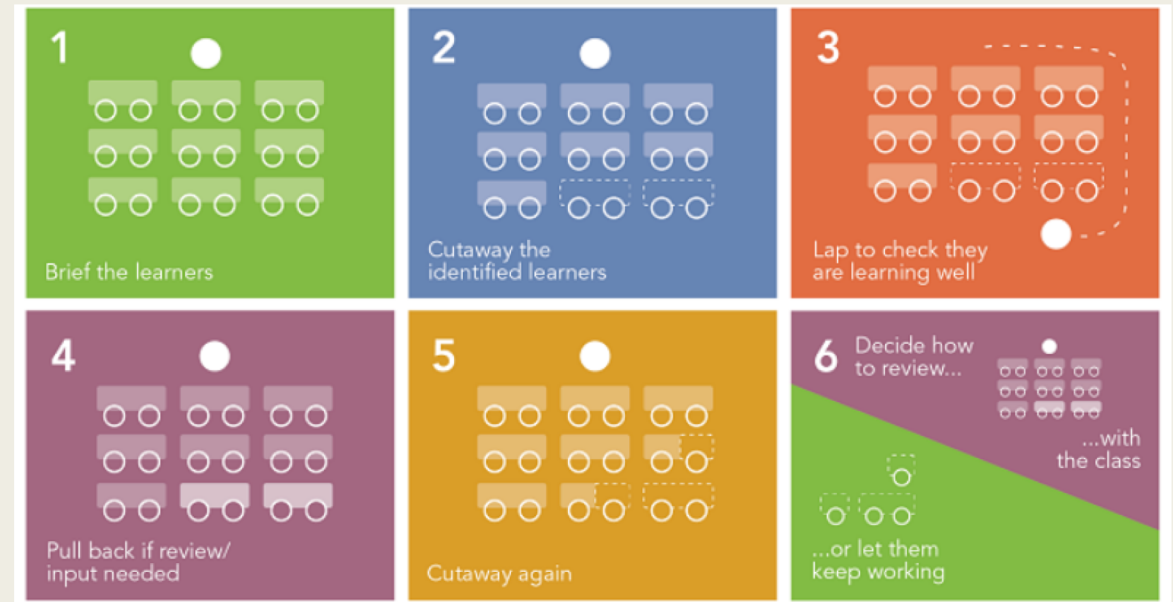 1
Brief the learners
2
Cutaway the
identified learners
3
Lap to check they
are learning well
4
Pull back if review/
input needed
5
Cutaway again
6
Decide how
to review...
...with
the class
...or let them
keep working